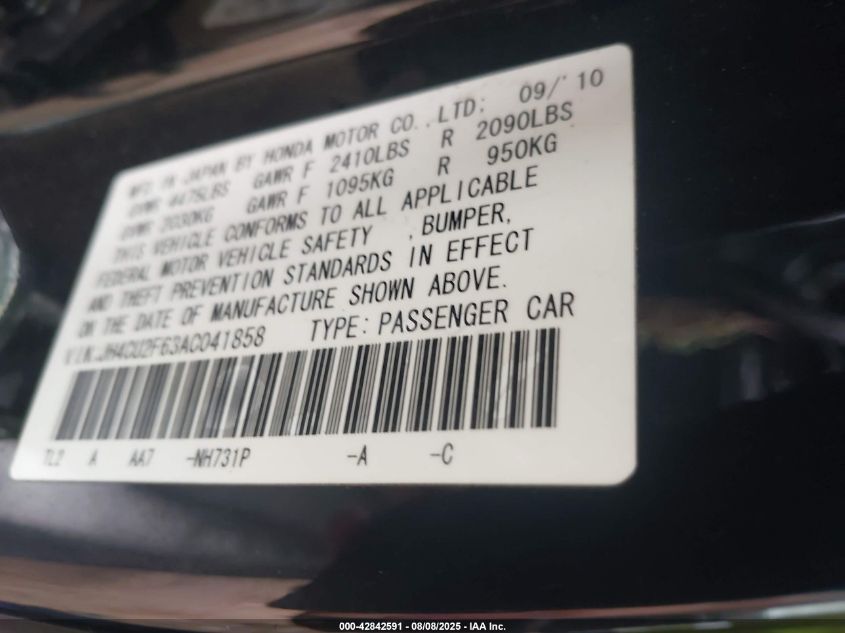 MFD. IN JAPAN BY HONDA MOTOR CO.,LTD; 09/'10
GVWR 4475LBS GAWR F 2410LBS R 2090LBS
GVWR 2030KG GAWR F 1095KG R 950KG
THIS VEHICLE CONFORMS TO ALL APPLICABLE
FEDERAL MOTOR VEHICLE SAFETY ,BUMPER,
AND THEFT PREVENTION STANDARDS IN EFFECT
ON THE DATE OF MANUFACTURE SHOWN ABOVE.
VIN:JH4CU2F63AC041858 TYPE:PASSENGER CAR
TL2 A AA7 -NH731P -A -C
000-42842591 - 08/08/2025 - IAA Inc.